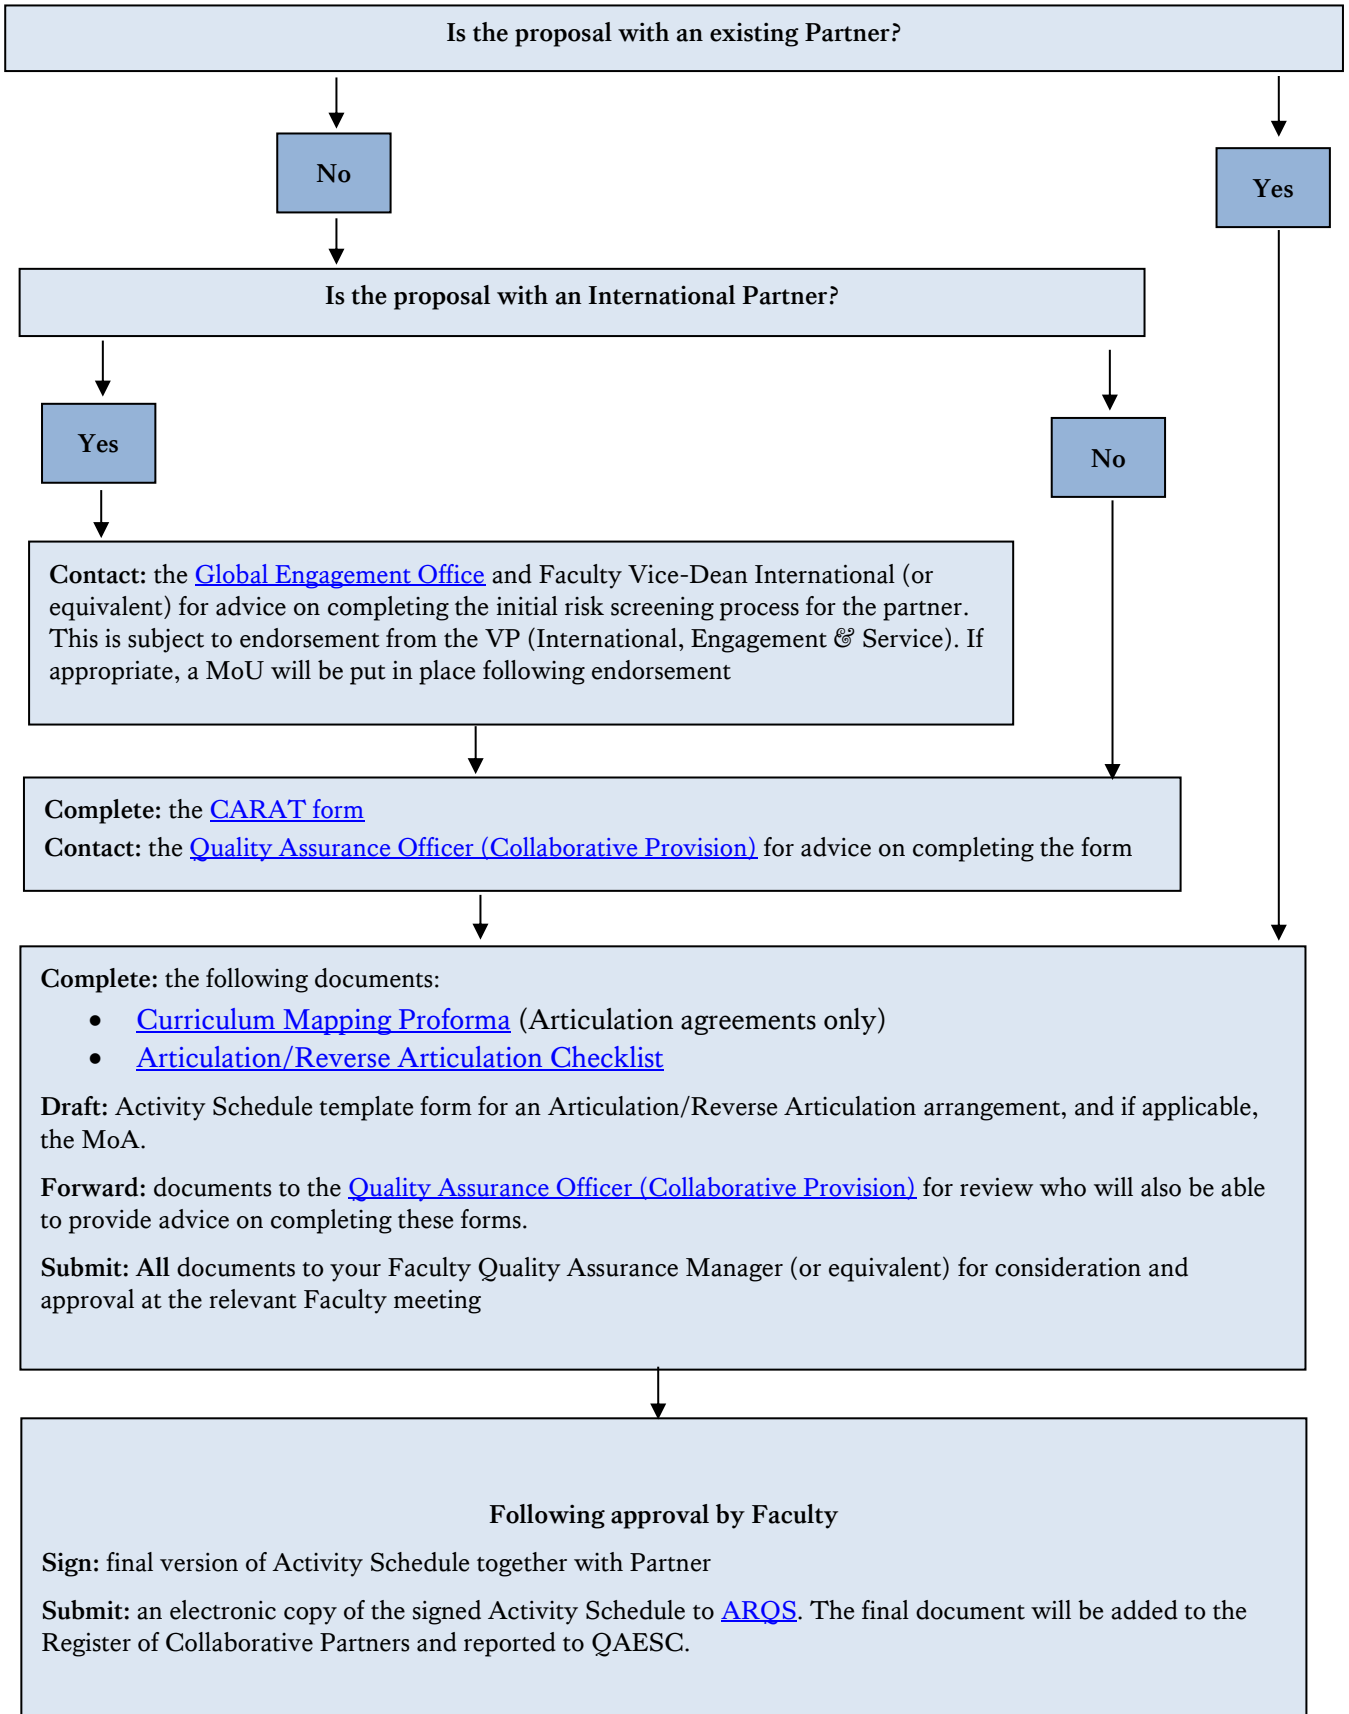 Is the proposal with an existing Partner?
No
Yes
Is the proposal with an International Partner?
Yes
No
Contact: the Global Engagement Office and Faculty Vice-Dean International (or
equivalent) for advice on completing the initial risk screening process for the partner.
This is subject to endorsement from the VP (International, Engagement & Service). If
appropriate, a MoU will be put in place following endorsement
Complete: the CARAT form
Contact: the Quality Assurance Officer (Collaborative Provision) for advice on completing the form
Complete: the following documents:
• Curriculum Mapping Proforma (Articulation agreements only)
• Articulation/Reverse Articulation Checklist
Draft: Activity Schedule template form for an Articulation/Reverse Articulation arrangement, and if applicable,
the MoA.
Forward: documents to the Quality Assurance Officer (Collaborative Provision) for review who will also be able
to provide advice on completing these forms.
Submit: All documents to your Faculty Quality Assurance Manager (or equivalent) for consideration and
approval at the relevant Faculty meeting
Following approval by Faculty
Sign: final version of Activity Schedule together with Partner
Submit: an electronic copy of the signed Activity Schedule to ARQS. The final document will be added to the
Register of Collaborative Partners and reported to QAESC.